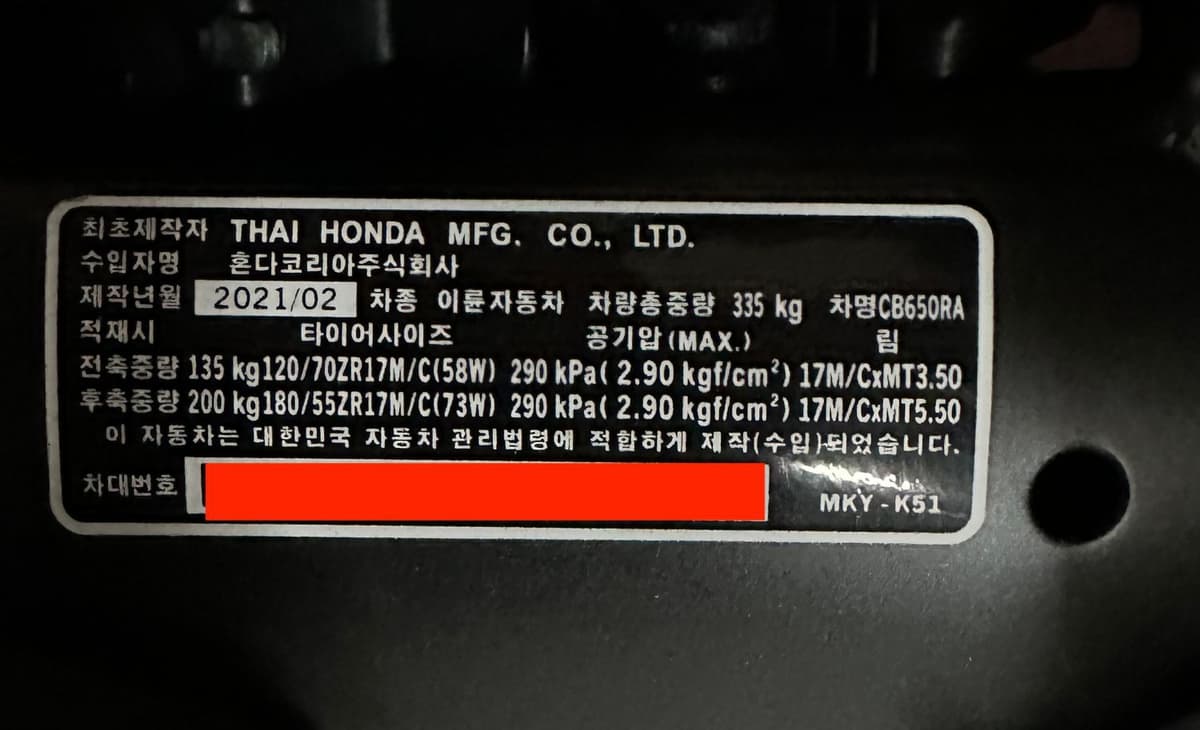 최초제작자 THAI HONDA MFG. CO., LTD.
수입자명 혼다코리아주식회사
제작년월 2021/02 차종 이륜자동차 차량총중량 335 kg 차명CB650RA
적재시 타이어사이즈 공기압(MAX.) 림
전축중량 135 kg120/70ZR17M/C(58W) 290 kPa( 2.90 kgf/cm²) 17M/CxMT3.50
후축중량 200 kg180/55ZR17M/C(73W) 290 kPa( 2.90 kgf/cm²) 17M/CxMT5.50
이 자동차는 대한민국 자동차 관리법령에 적합하게 제작(수입)되었습니다.
차대번호
MKY-K51